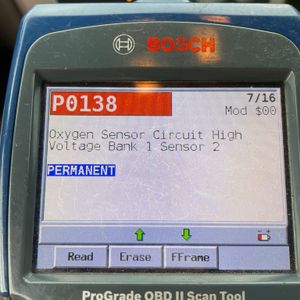 BOSCH
P0138
7/16
Mod $00
Oxygen Sensor Circuit High
Voltage Bank 1 Sensor 2
PERMANENT
Read Erase FFrame
ProGrade OBD II Scan Tool